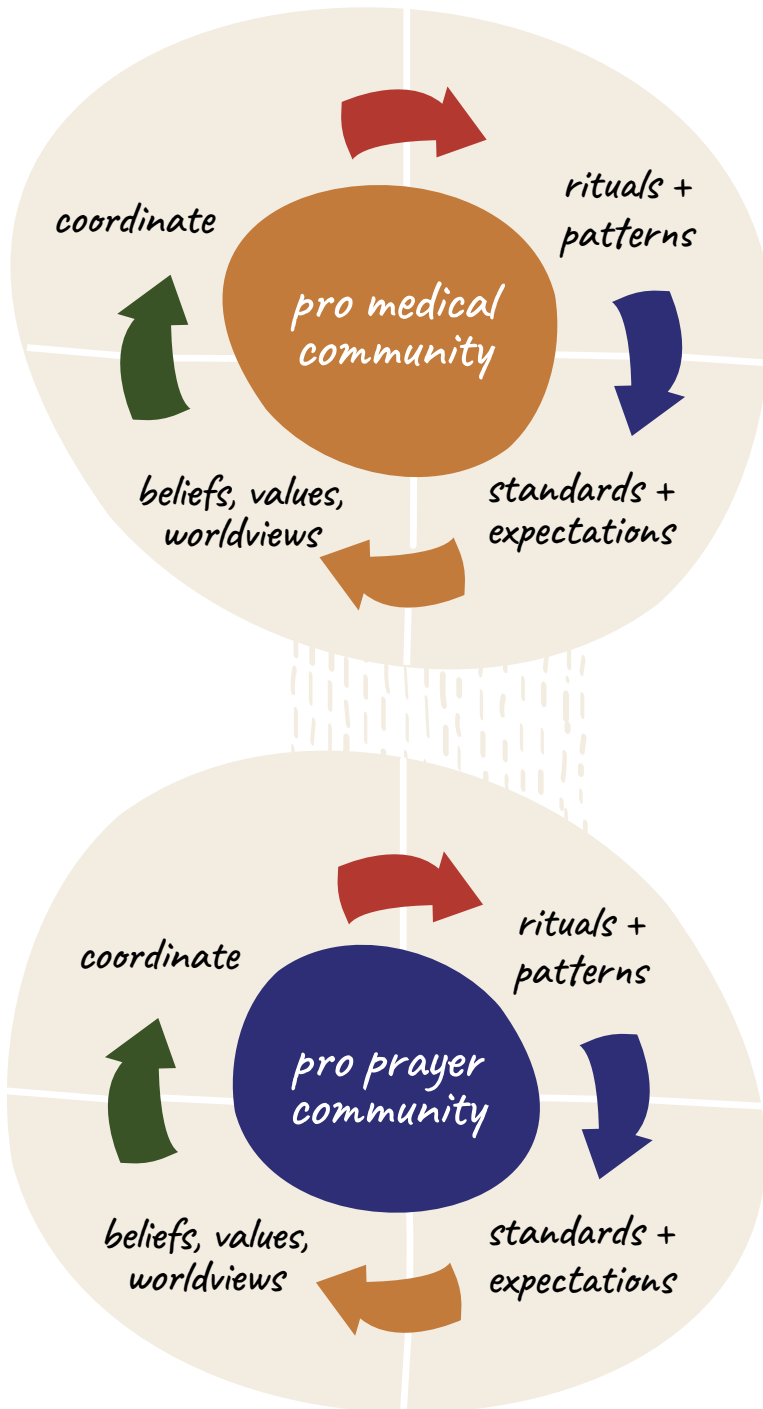 coordinate
rituals +
patterns
pro medical
community
beliefs, values,
worldviews
standards +
expectations
coordinate
rituals +
patterns
pro prayer
community
beliefs, values,
worldviews
standards +
expectations